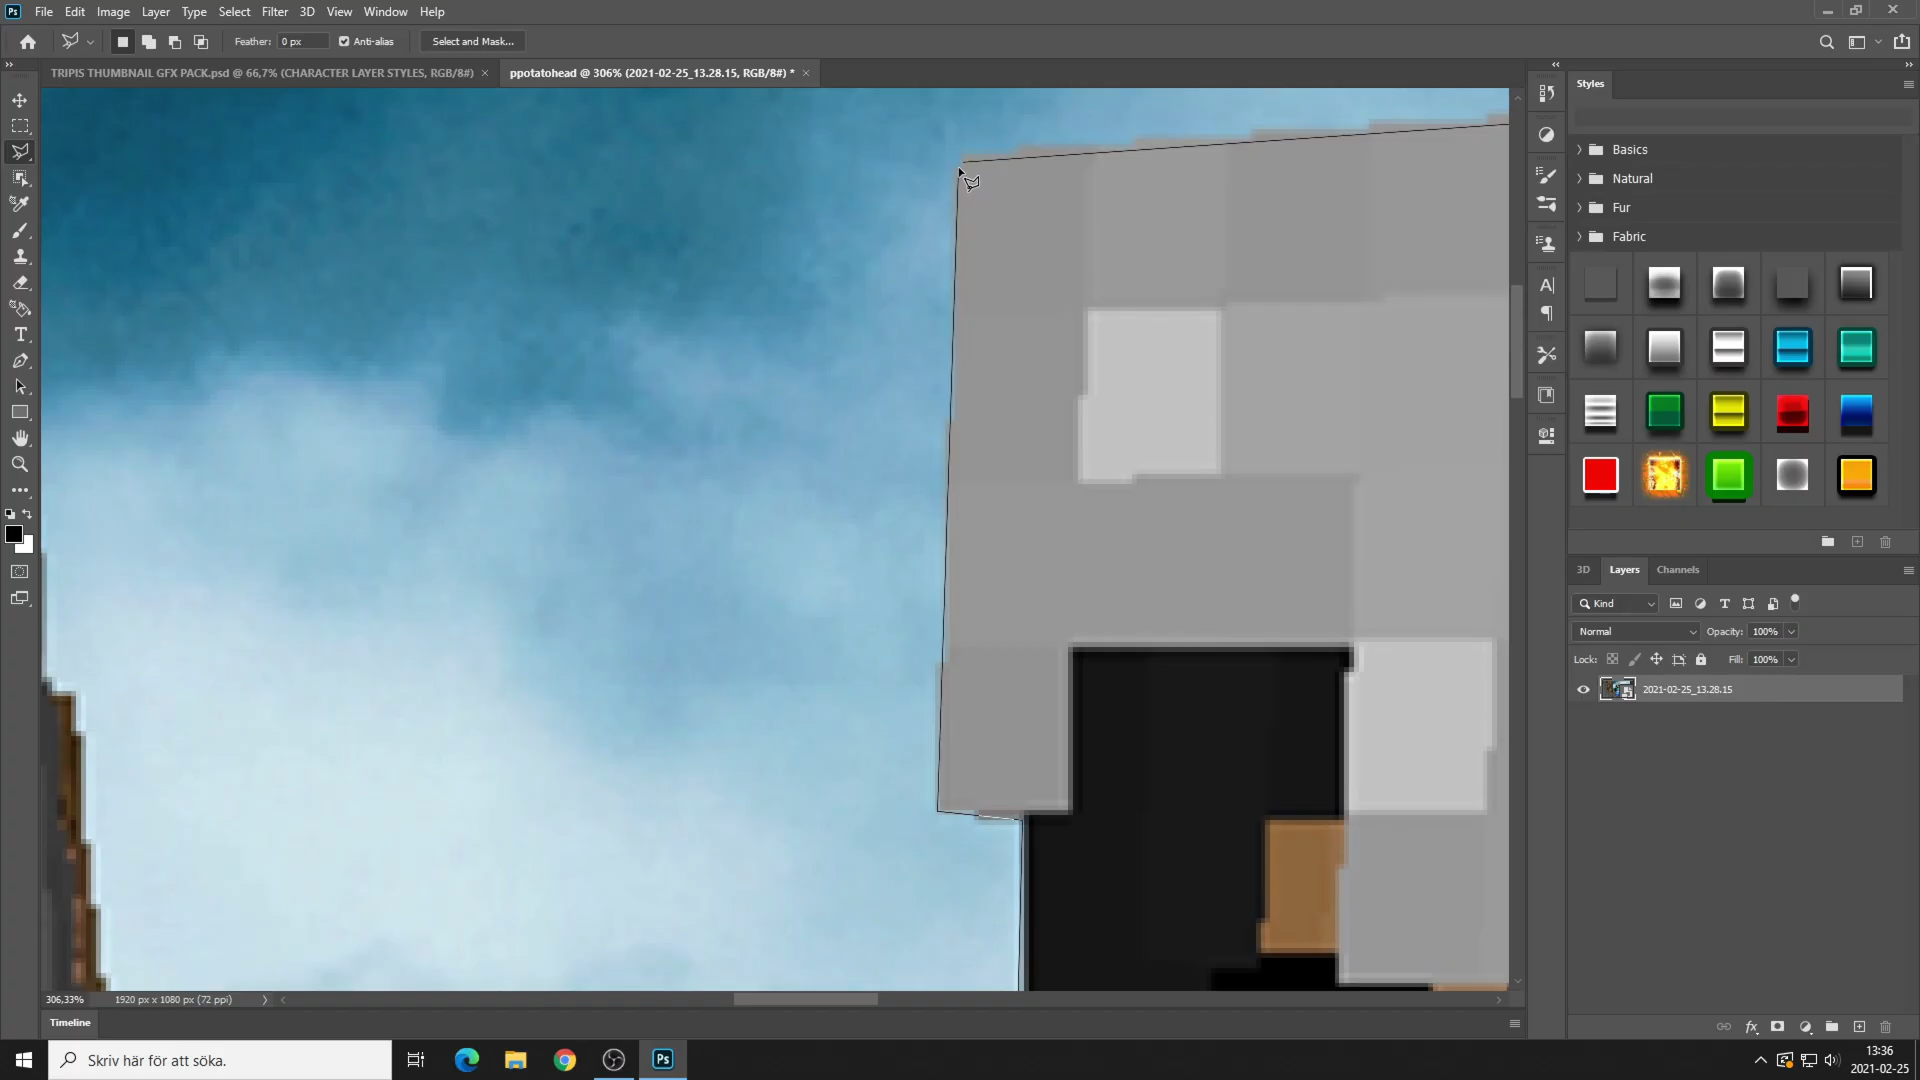 Ps File Edit Image Layer Type Select Filter 3D View Window Help
Feather: 0 px Anti-alias Select and Mask...
TRIPIS THUMBNAIL GFX PACK.psd @ 66,7% (CHARACTER LAYER STYLES, RGB/8#) ×
ppotatohead @ 306% (2021-02-25_13.28.15, RGB/8#) * ×
Styles
Basics
Natural
Fur
Fabric
3D Layers Channels
Kind
Normal Opacity: 100%
Lock: Fill: 100%
2021-02-25_13.28.15
306,33% 1920 px x 1080 px (72 ppi)
Timeline
Skriv här för att söka.
Ps
13:36
2021-02-25